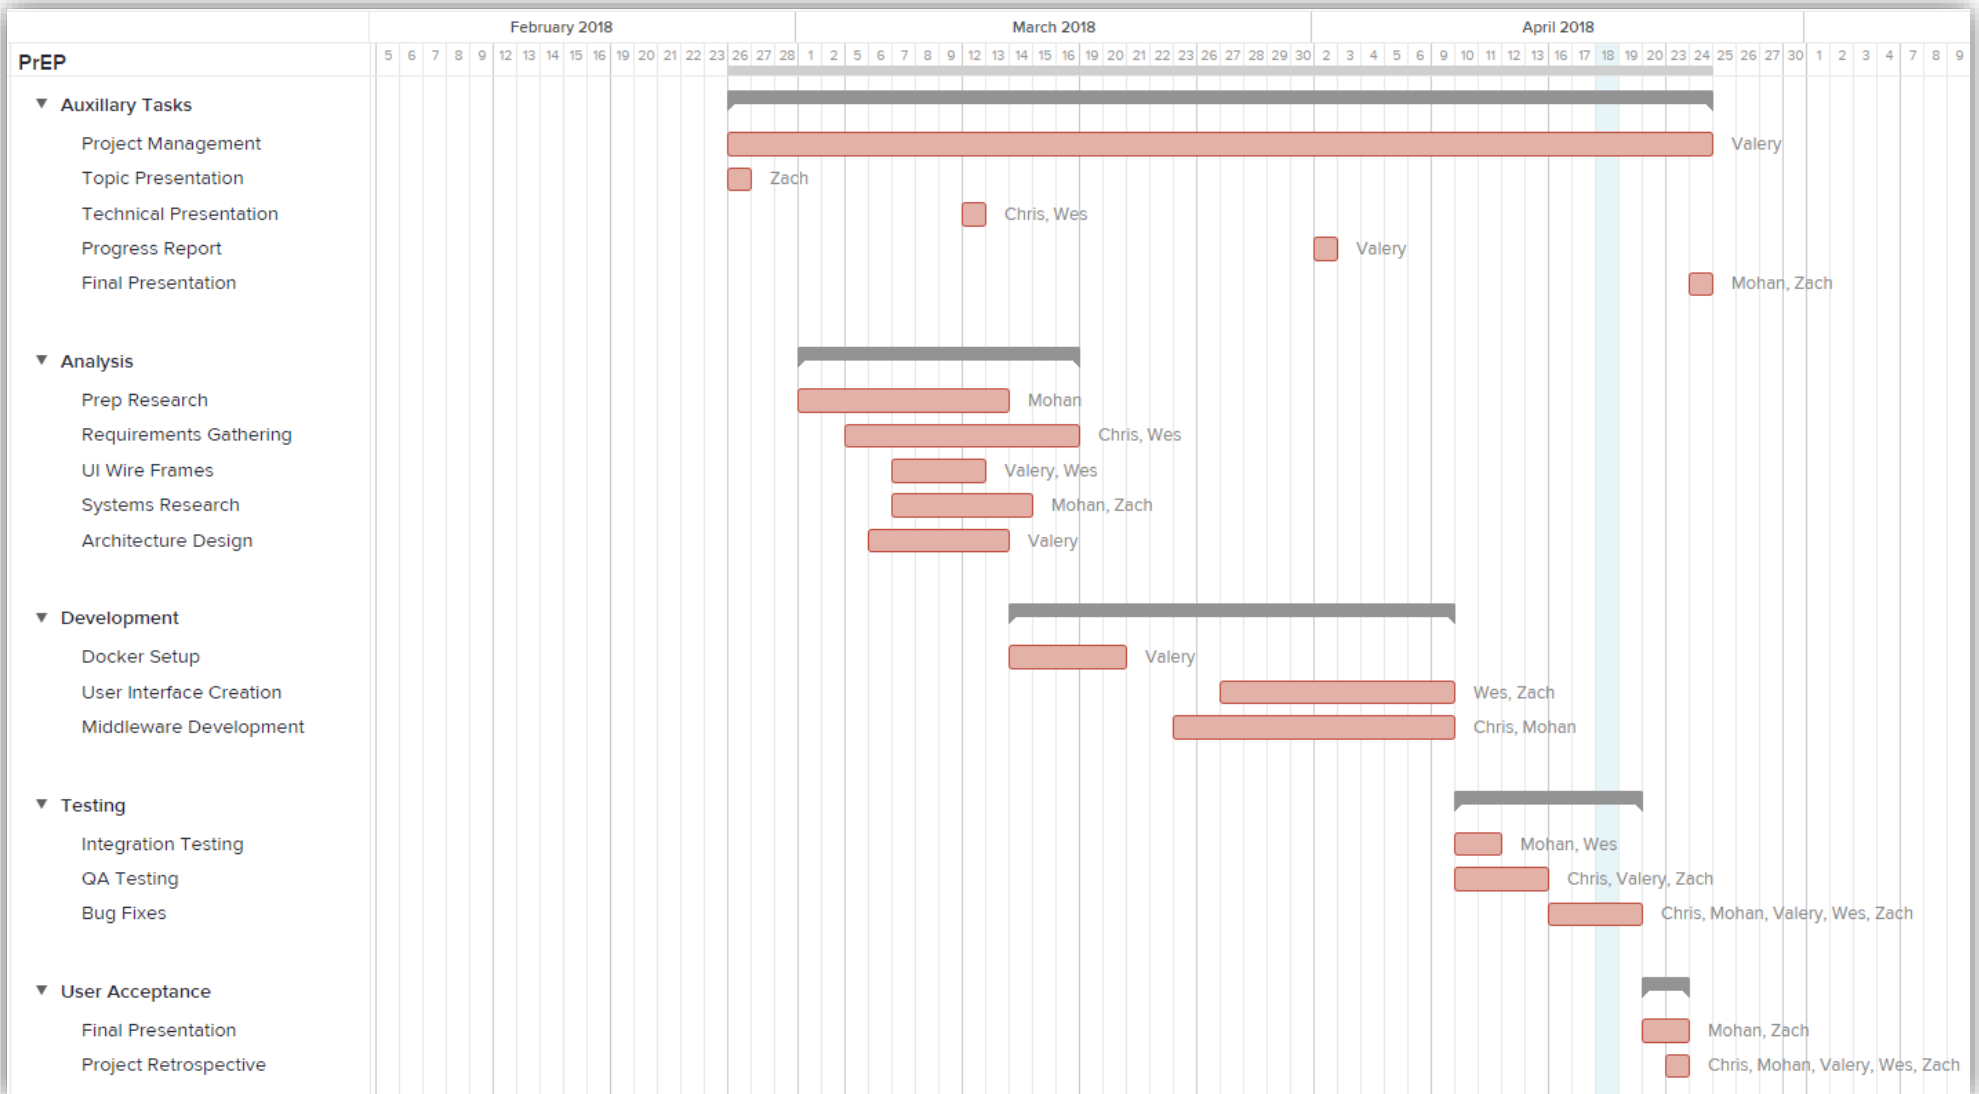 February 2018 March 2018 April 2018
PrEP 5 6 7 8 9 12 13 14 15 16 19 20 21 22 23 26 27 28 1 2 5 6 7 8 9 12 13 14 15 16 19 20 21 22 23 26 27 28 29 30 2 3 4 5 6 9 10 11 12 13 16 17 18 19 20 23 24 25 26 27 30 1 2 3 4 7 8 9
Auxillary Tasks
Project Management Valery
Topic Presentation Zach
Technical Presentation Chris, Wes
Progress Report Valery
Final Presentation Mohan, Zach
Analysis
Prep Research Mohan
Requirements Gathering Chris, Wes
UI Wire Frames Valery, Wes
Systems Research Mohan, Zach
Architecture Design Valery
Development
Docker Setup Valery
User Interface Creation Wes, Zach
Middleware Development Chris, Mohan
Testing
Integration Testing Mohan, Wes
QA Testing Chris, Valery, Zach
Bug Fixes Chris, Mohan, Valery, Wes, Zach
User Acceptance
Final Presentation Mohan, Zach
Project Retrospective Chris, Mohan, Valery, Wes, Zach